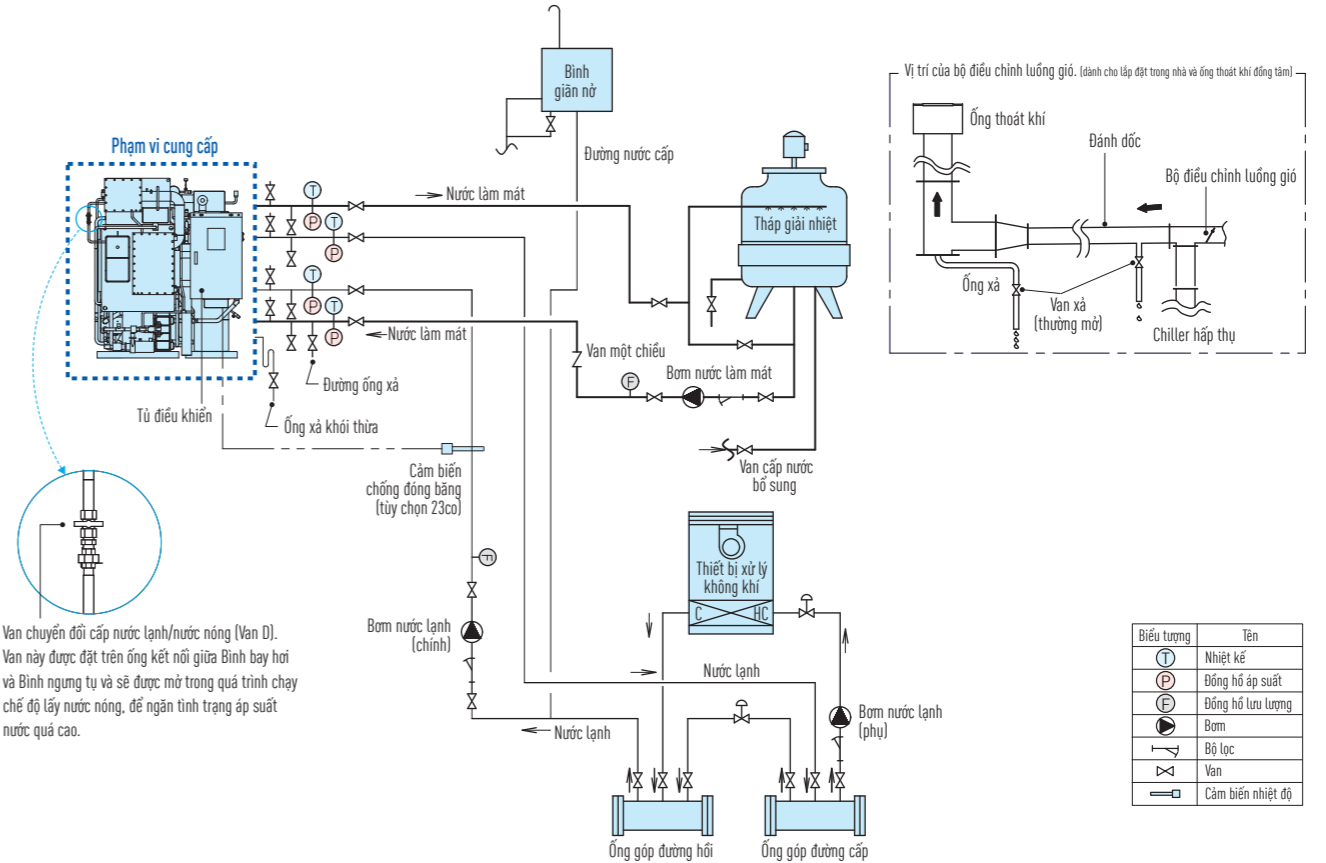 Bình
giãn nở
Phạm vi cung cấp
Đường nước cấp
T
Nước làm mát
P
T
P
T
P
T
P
Nước làm mát
Tháp giải nhiệt
Van một chiều
F
Bơm nước làm mát
Đường ống xả
Ống xả khói thừa
Tủ điều khiển
Cảm biến
chống đóng băng
(tùy chọn 23co)
Van cấp nước
bổ sung
Vị trí của bộ điều chỉnh luồng gió. (dành cho lắp đặt trong nhà và ống thoát khí đồng tâm)
Ống thoát khí
Đánh dốc
Bộ điều chỉnh luồng gió
Ống xả
Van xả
(thường mở)
Chiller hấp thụ
F
Thiết bị xử lý
không khí
C
HC
Bơm nước lạnh
(chính)
Nước lạnh
Nước lạnh
Bơm nước lạnh
(phụ)
Ống góp đường hồi
Ống góp đường cấp
Van chuyển đổi cấp nước lạnh/nước nóng (Van D).
Van này được đặt trên ống kết nối giữa Bình bay hơi
và Bình ngưng tụ và sẽ được mở trong quá trình chạy
chế độ lấy nước nóng, để ngăn tình trạng áp suất
nước quá cao.
Biểu tượng Tên
T Nhiệt kế
P Đồng hồ áp suất
F Đồng hồ lưu lượng
Bơm
Bộ lọc
Van
Cảm biến nhiệt độ